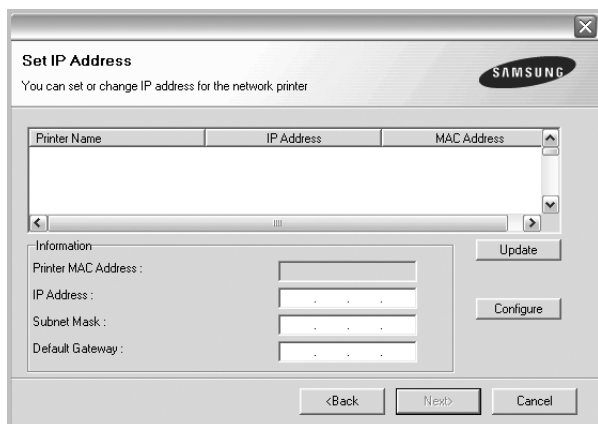 Set IP Address
You can set or change IP address for the network printer
SAMSUNG
Printer Name IP Address MAC Address
Information
Update
Printer MAC Address :
IP Address :
Configure
Subnet Mask :
Default Gateway :
<Back Next> Cancel